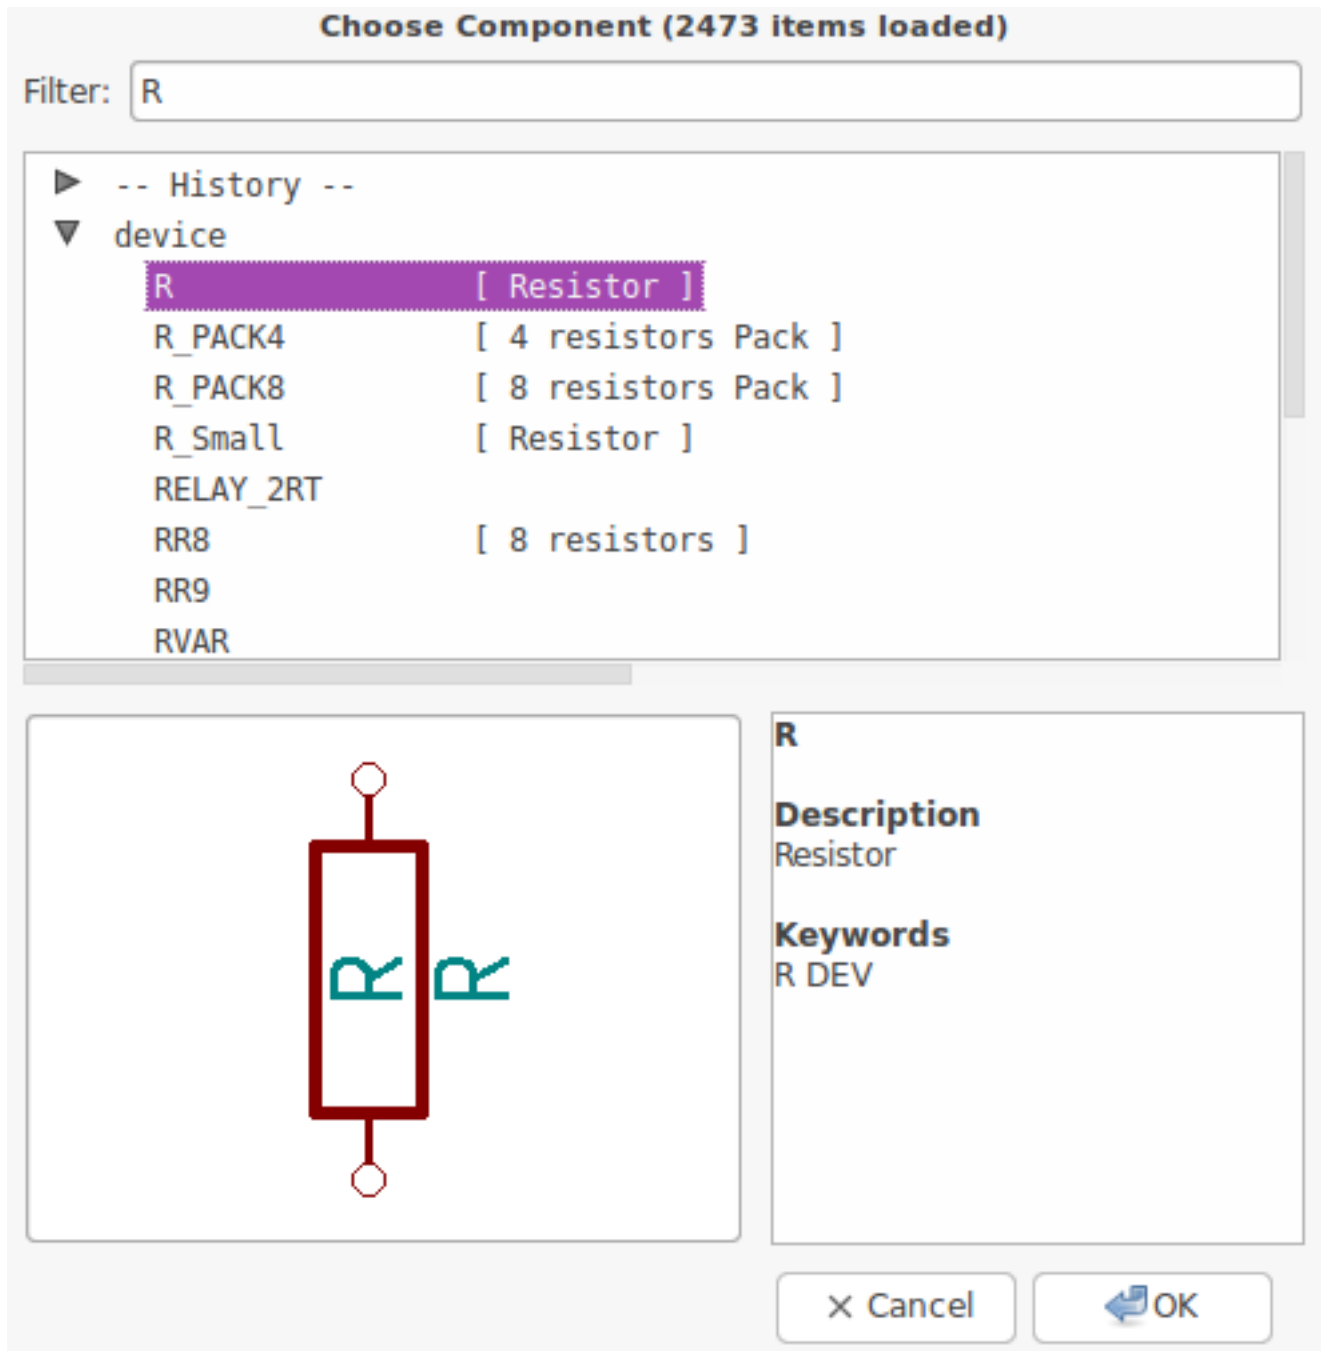 Choose Component (2473 items loaded)
Filter: R
-- History --
device
R [ Resistor ]
R_PACK4 [ 4 resistors Pack ]
R_PACK8 [ 8 resistors Pack ]
R_Small [ Resistor ]
RELAY_2RT
RR8 [ 8 resistors ]
RR9
RVAR
R R
R
Description
Resistor
Keywords
R DEV
Cancel OK